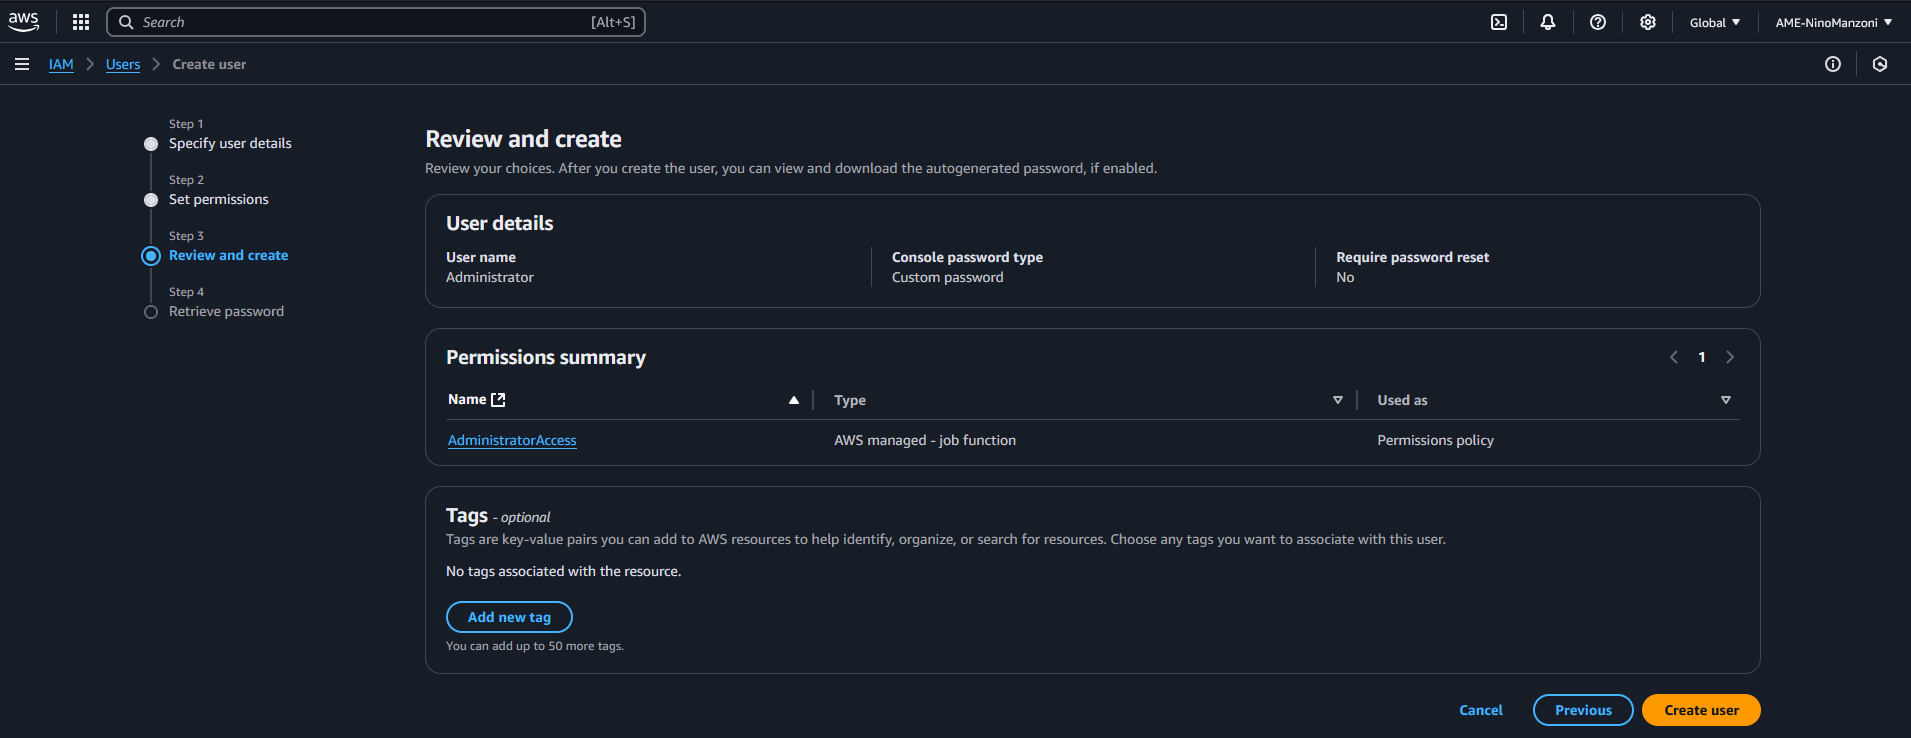 aws
Search
[Alt+S]
Global
AME-NinoManzoni
IAM
Users
Create user
Step 1
Specify user details
Step 2
Set permissions
Step 3
Review and create
Step 4
Retrieve password
Review and create
Review your choices. After you create the user, you can view and download the autogenerated password, if enabled.
User details
User name
Administrator
Console password type
Custom password
Require password reset
No
Permissions summary
1
Name
Type
Used as
AdministratorAccess
AWS managed - job function
Permissions policy
Tags - optional
Tags are key-value pairs you can add to AWS resources to help identify, organize, or search for resources. Choose any tags you want to associate with this user.
No tags associated with the resource.
Add new tag
You can add up to 50 more tags.
Cancel
Previous
Create user